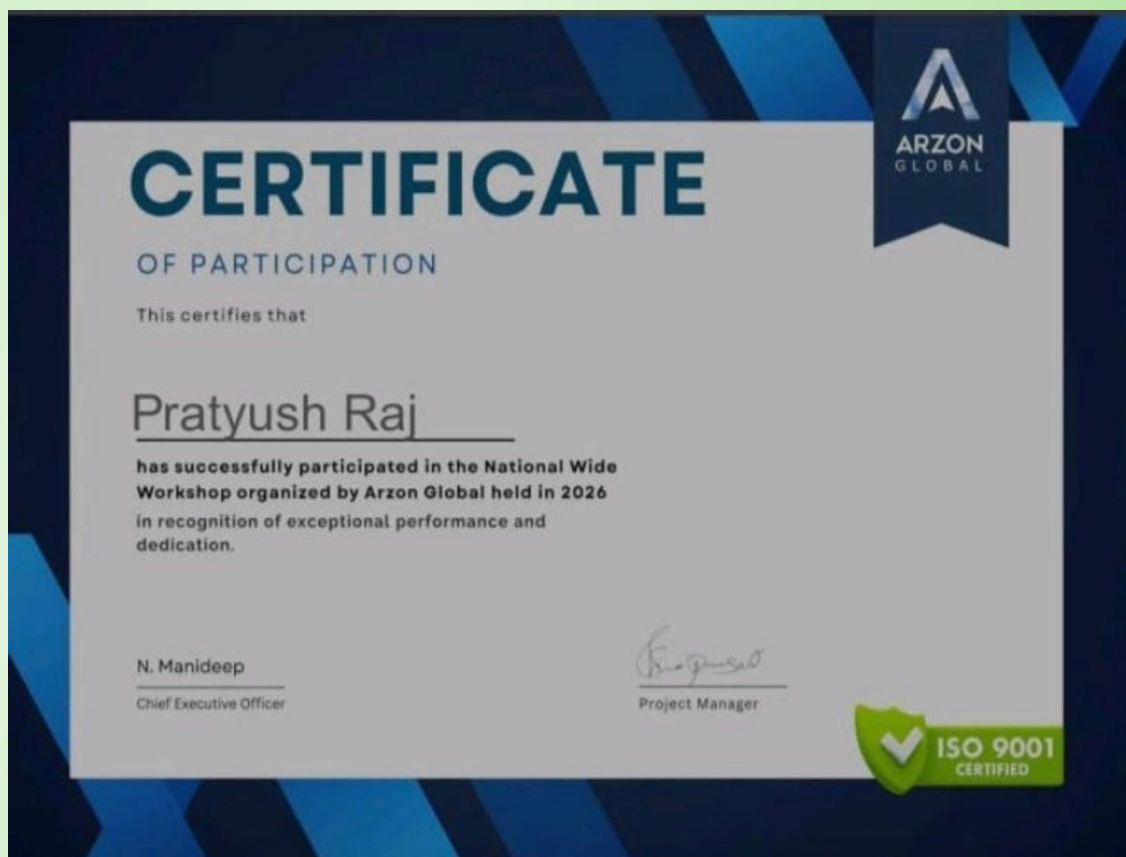 ARZON
GLOBAL
CERTIFICATE
OF PARTICIPATION
This certifies that
Pratyush Raj
has successfully participated in the National Wide
Workshop organized by Arzon Global held in 2026
in recognition of exceptional performance and
dedication.
N. Manideep
Chief Executive Officer
Project Manager
ISO 9001
CERTIFIED